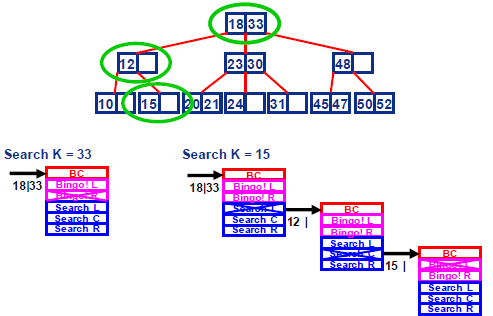 18 33
12 23 30 48
10 15 20 21 24 31 45 47 50 52
Search K = 33 Search K = 15
18|33
BC
Bingo! L
Bingo! R
Search L
Search C
Search R
18|33
BC
Bingo! L
Bingo! R
Search L
Search C
Search R
12 |
BC
Bingo! L
Bingo! R
Search L
Search C
Search R
15 |
BC
Bingo! L
Bingo! R
Search L
Search C
Search R